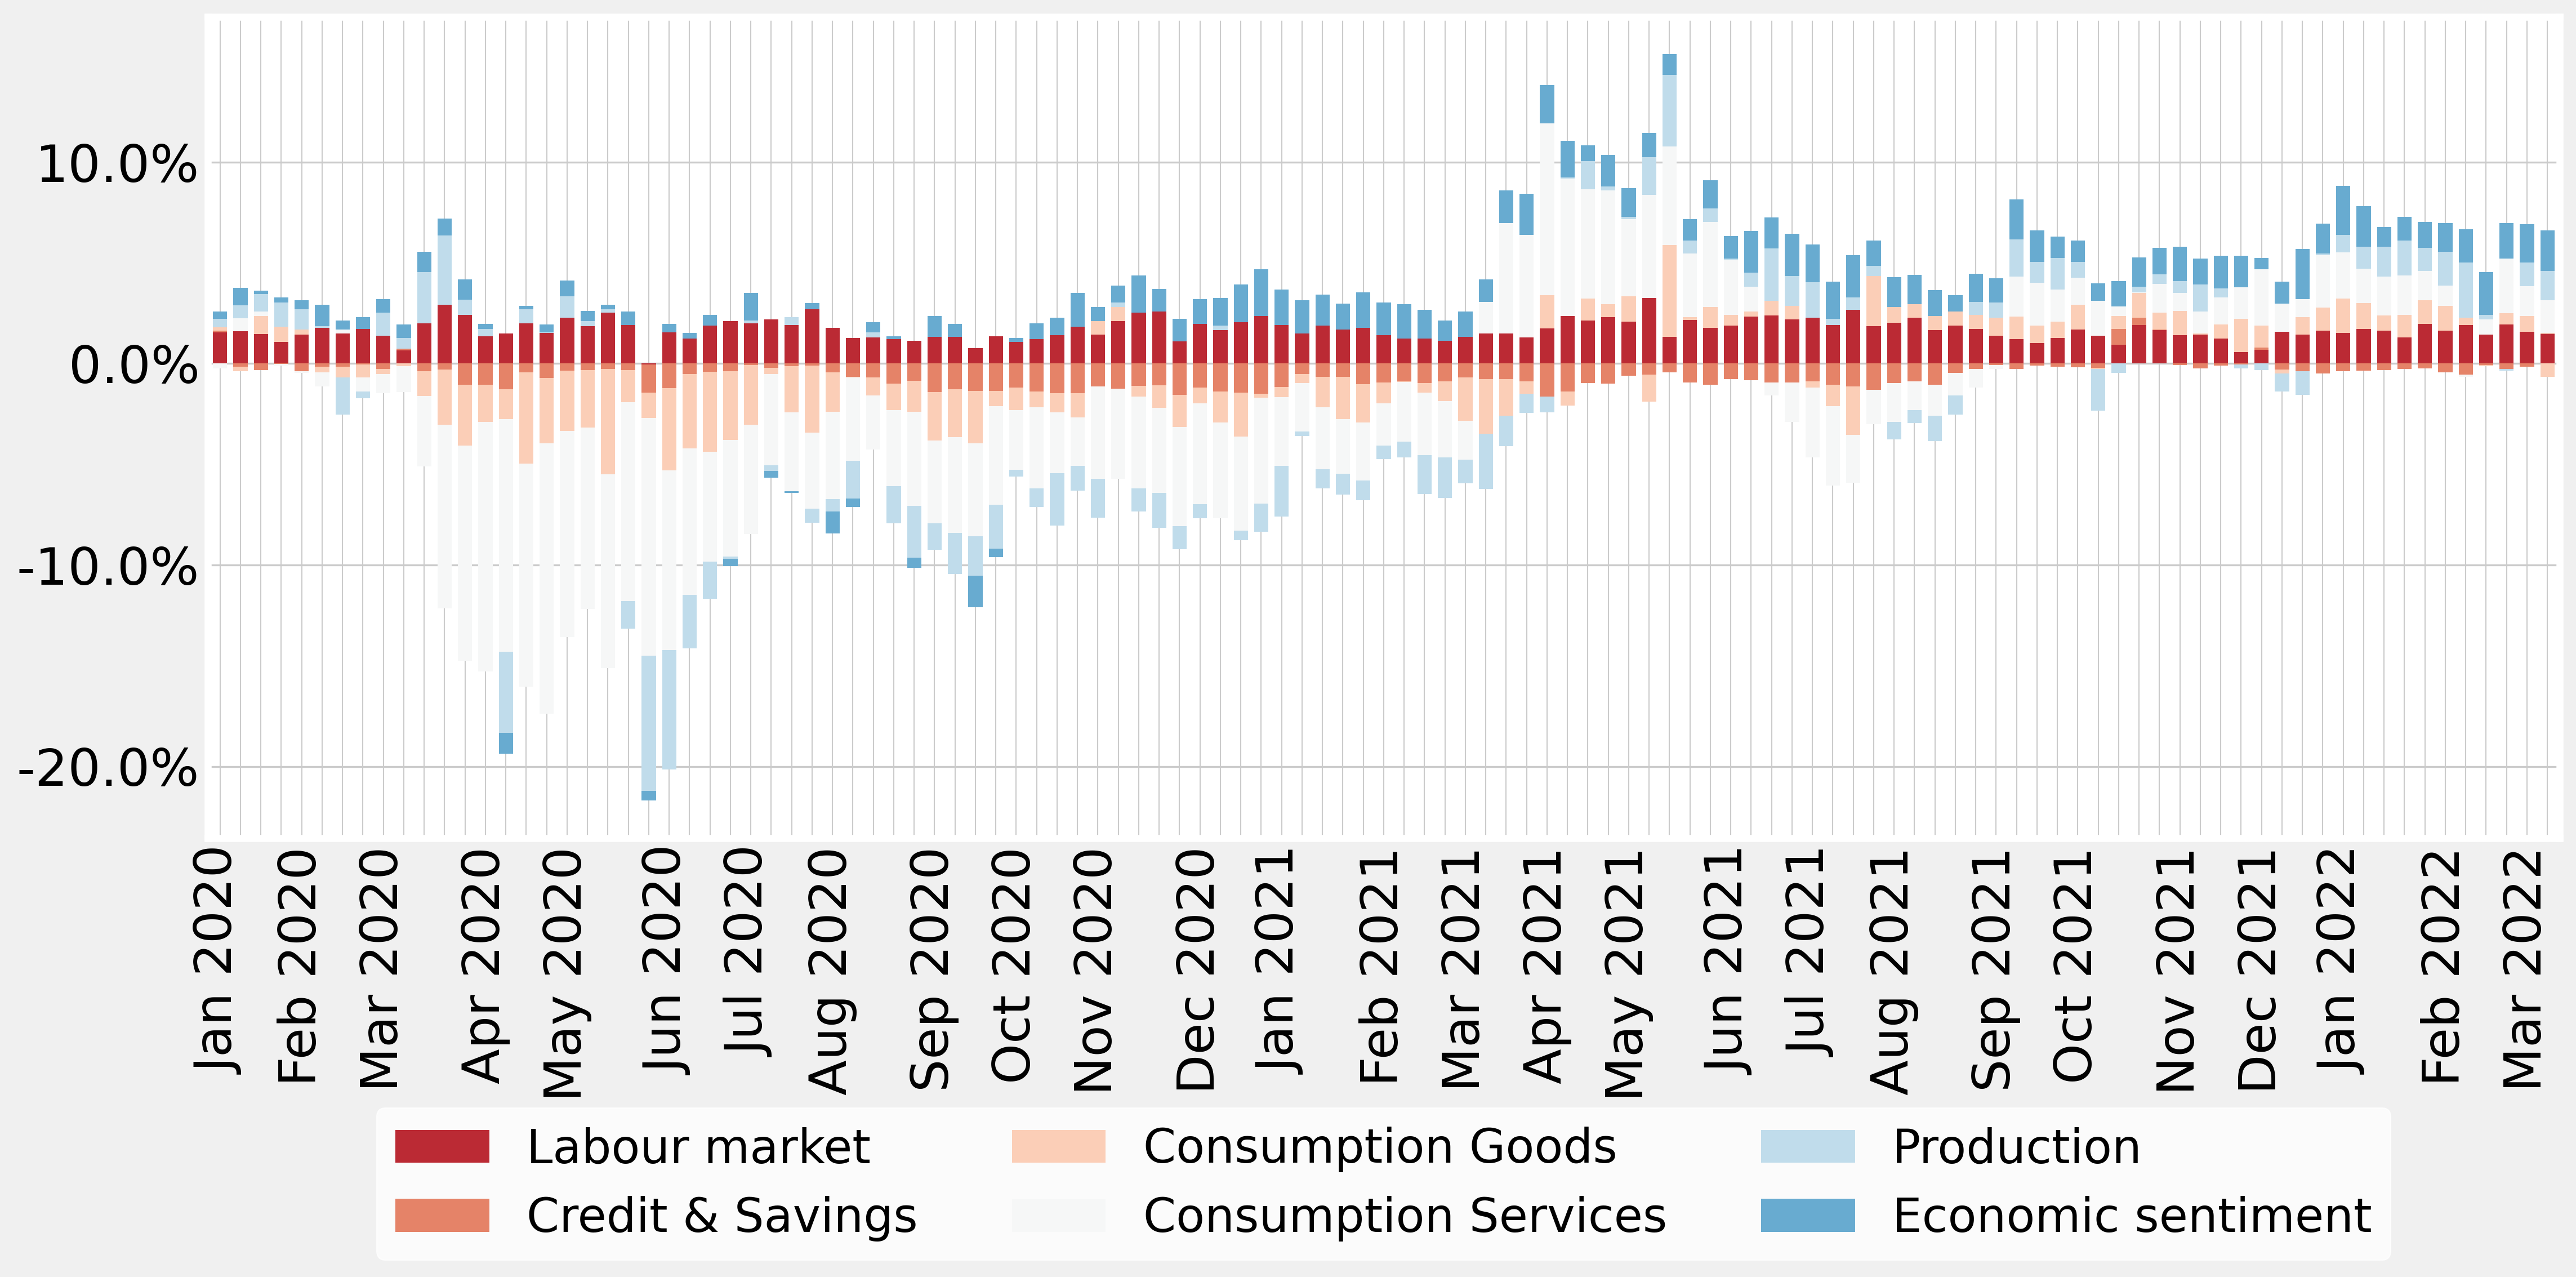 10.0%
0.0%
-10.0%
-20.0%
Jan 2020
Feb 2020
Mar 2020
Apr 2020
May 2020
Jun 2020
Jul 2020
Aug 2020
Sep 2020
Oct 2020
Nov 2020
Dec 2020
Jan 2021
Feb 2021
Mar 2021
Apr 2021
May 2021
Jun 2021
Jul 2021
Aug 2021
Sep 2021
Oct 2021
Nov 2021
Dec 2021
Jan 2022
Feb 2022
Mar 2022
Labour market
Credit & Savings
Consumption Goods
Consumption Services
Production
Economic sentiment